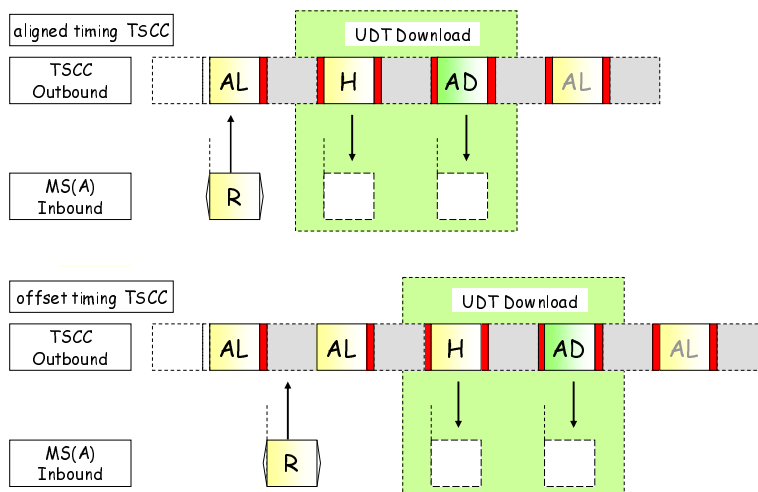 aligned timing TSCC
UDT Download
TSCC
Outbound
AL
H
AD
AL
MS(A)
Inbound
R
offset timing TSCC
UDT Download
TSCC
Outbound
AL
AL
H
AD
AL
MS(A)
Inbound
R